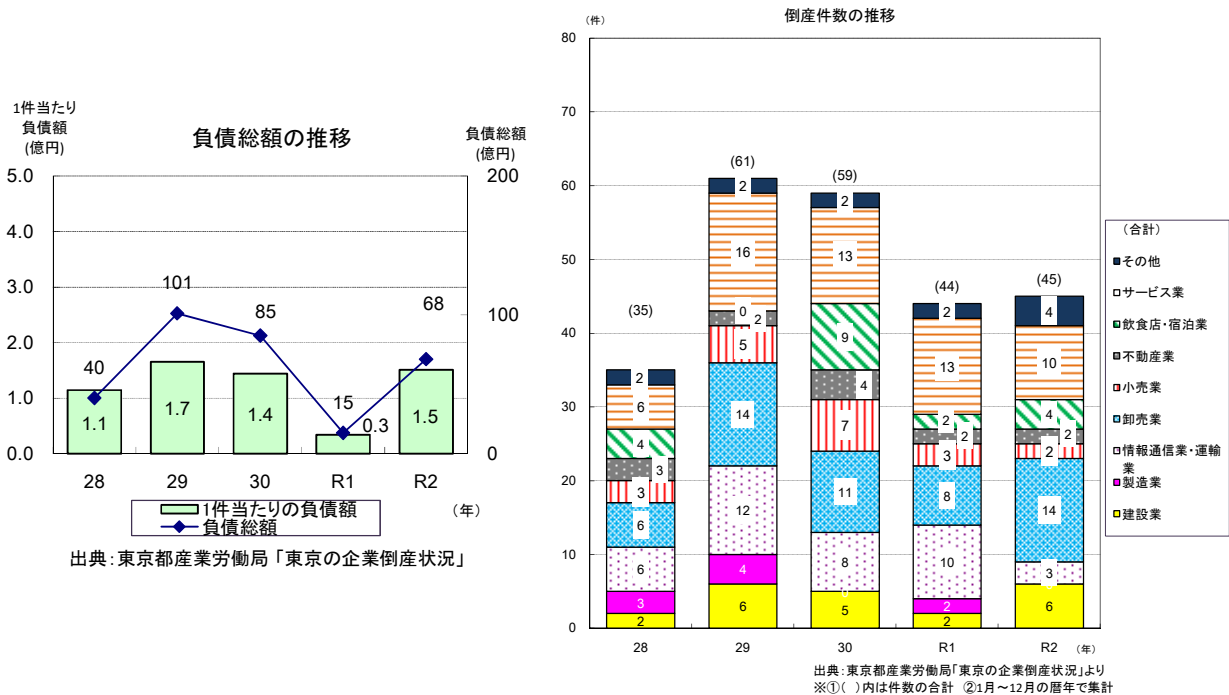 1件当たり
負債額
(億円)
負債総額の推移
負債総額
(億円)
5.0
4.0
3.0
2.0
1.0
0.0
200
100
0
40
101
85
15
68
1.1
1.7
1.4
0.3
1.5
28
29
30
R1
R2
(年)
1件当たりの負債額
負債総額
出典:東京都産業労働局「東京の企業倒産状況」
倒産件数の推移
(件)
80
70
60
50
40
30
20
10
0
(35)
2
6
4
3
3
6
6
3
2
(61)
2
16
0
2
5
14
12
4
6
(59)
2
13
9
4
7
11
8
0
5
(44)
2
13
2
2
3
8
10
2
2
(45)
4
10
4
2
2
14
3
6
28
29
30
R1
R2
(年)
(合計)
その他
サービス業
飲食店・宿泊業
不動産業
小売業
卸売業
情報通信業・運輸
業
製造業
建設業
出典:東京都産業労働局「東京の企業倒産状況」より
※①( )内は件数の合計 ②1月~12月の暦年で集計